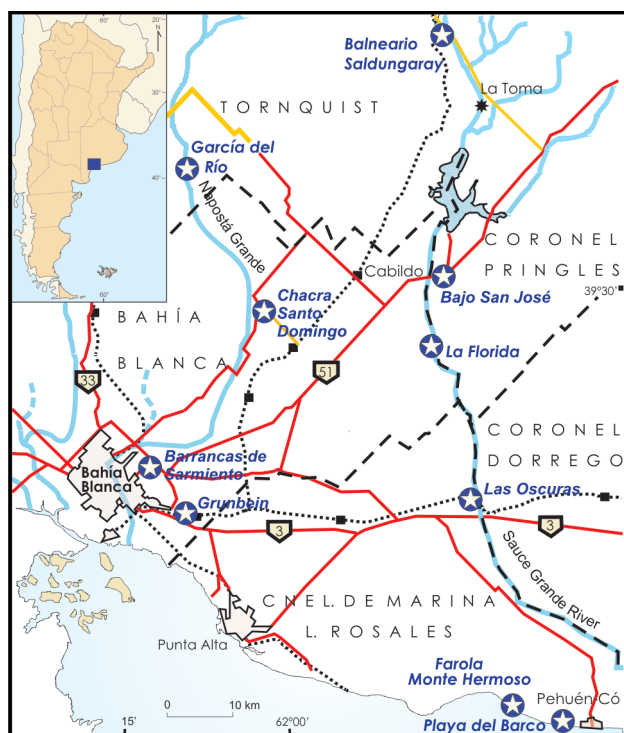 60°
20°
30°
40°
60°
Balneario
Saldungaray
La Toma
TORNQUIST
García del
Río
Napostá Grande
CORONEL
PRINGLES
Cabildo
Bajo San José
39°30'
Chacra
Santo
Domingo
BAHÍA
BLANCA
La Florida
51
33
CORONEL
DORREGO
Barrancas de
Sarmiento
Bahía
Blanca
Las Oscuras
Grunbein
3
3
Sauce Grande River
CNEL. DE MARINA
L. ROSALES
Punta Alta
Farola
Monte Hermoso
Pehuén-Có
Playa del Barco
0
10 km
15'
62°00'